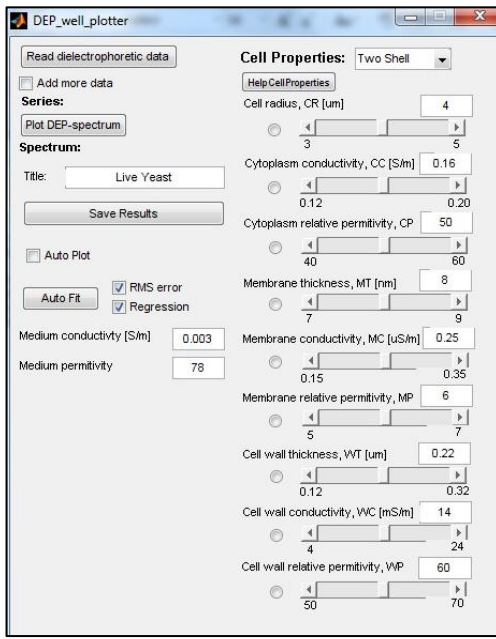 DEP_well_plotter
Read dielectrophoretic data
Add more data
Series:
Plot DEP-spectrum
Spectrum:
Title: Live Yeast
Save Results
Auto Plot
Auto Fit
RMS error
Regression
Medium conductivty [S/m] 0.003
Medium permitivity 78
Cell Properties: Two Shell
Help CellProperties
Cell radius, CR [um] 4
3 5
Cytoplasm conductivity, CC [S/m] 0.16
0.12 0.20
Cytoplasm relative permitivity, CP 50
40 60
Membrane thickness, MT [nm] 8
7 9
Membrane conductivity, MC [uS/m] 0.25
0.15 0.35
Membrane relative permitivity, MP 6
5 7
Cell wall thickness, WT [um] 0.22
0.12 0.32
Cell wall conductivity, WC [mS/m] 14
4 24
Cell wall relative permitivity, WP 60
50 70